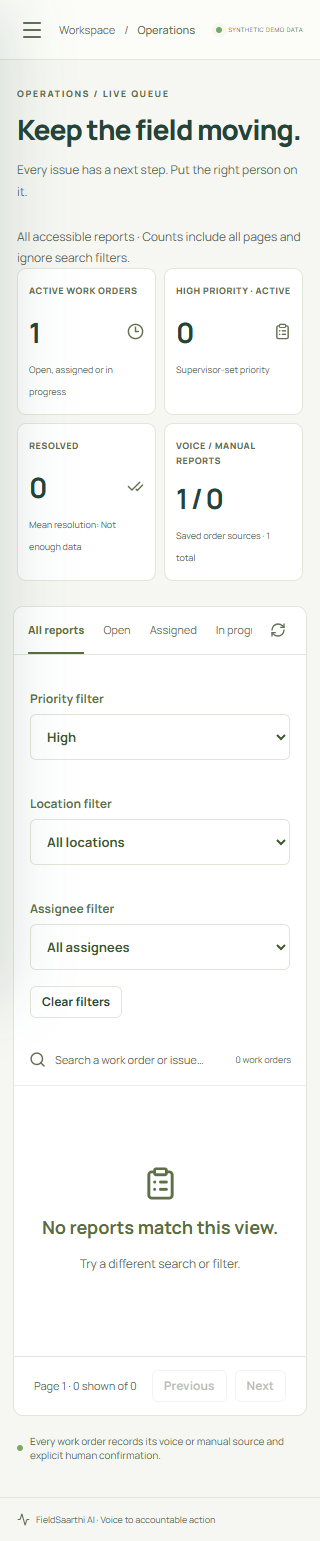 Workspace / Operations
SYNTHETIC DEMO DATA
OPERATIONS / LIVE QUEUE
Keep the field moving.
Every issue has a next step. Put the right person on
it.
All accessible reports · Counts include all pages and
ignore search filters.
ACTIVE WORK ORDERS
1
Open, assigned or in
progress
HIGH PRIORITY · ACTIVE
0
Supervisor-set priority
RESOLVED
0
Mean resolution: Not
enough data
VOICE / MANUAL
REPORTS
1 / 0
Saved order sources · 1
total
All reports Open Assigned In prog
Priority filter
High
Location filter
All locations
Assignee filter
All assignees
Clear filters
Search a work order or issue...
0 work orders
No reports match this view.
Try a different search or filter.
Page 1 · 0 shown of 0 Previous Next
Every work order records its voice or manual source and
explicit human confirmation.
FieldSaarthi AI · Voice to accountable action